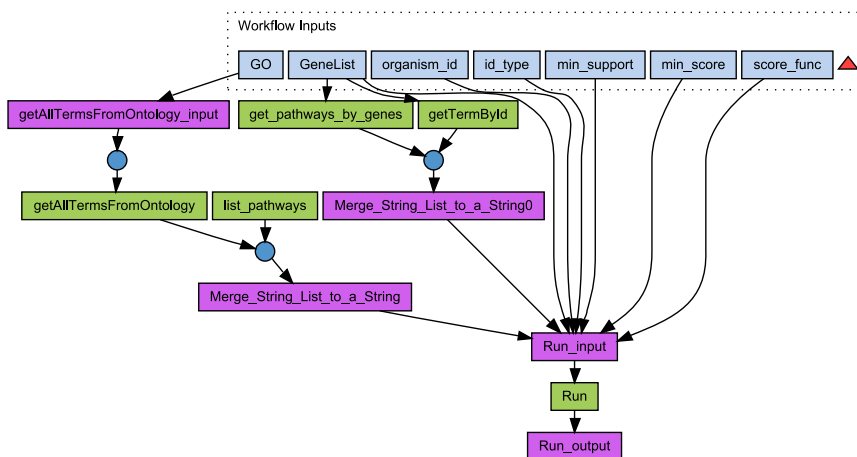 Workflow Inputs
GO
GeneList
organism_id
id_type
min_support
min_score
score_func
getAllTermsFromOntology_input
get_pathways_by_genes
getTermById
getAllTermsFromOntology
list_pathways
Merge_String_List_to_a_String0
Merge_String_List_to_a_String
Run_input
Run
Run_output